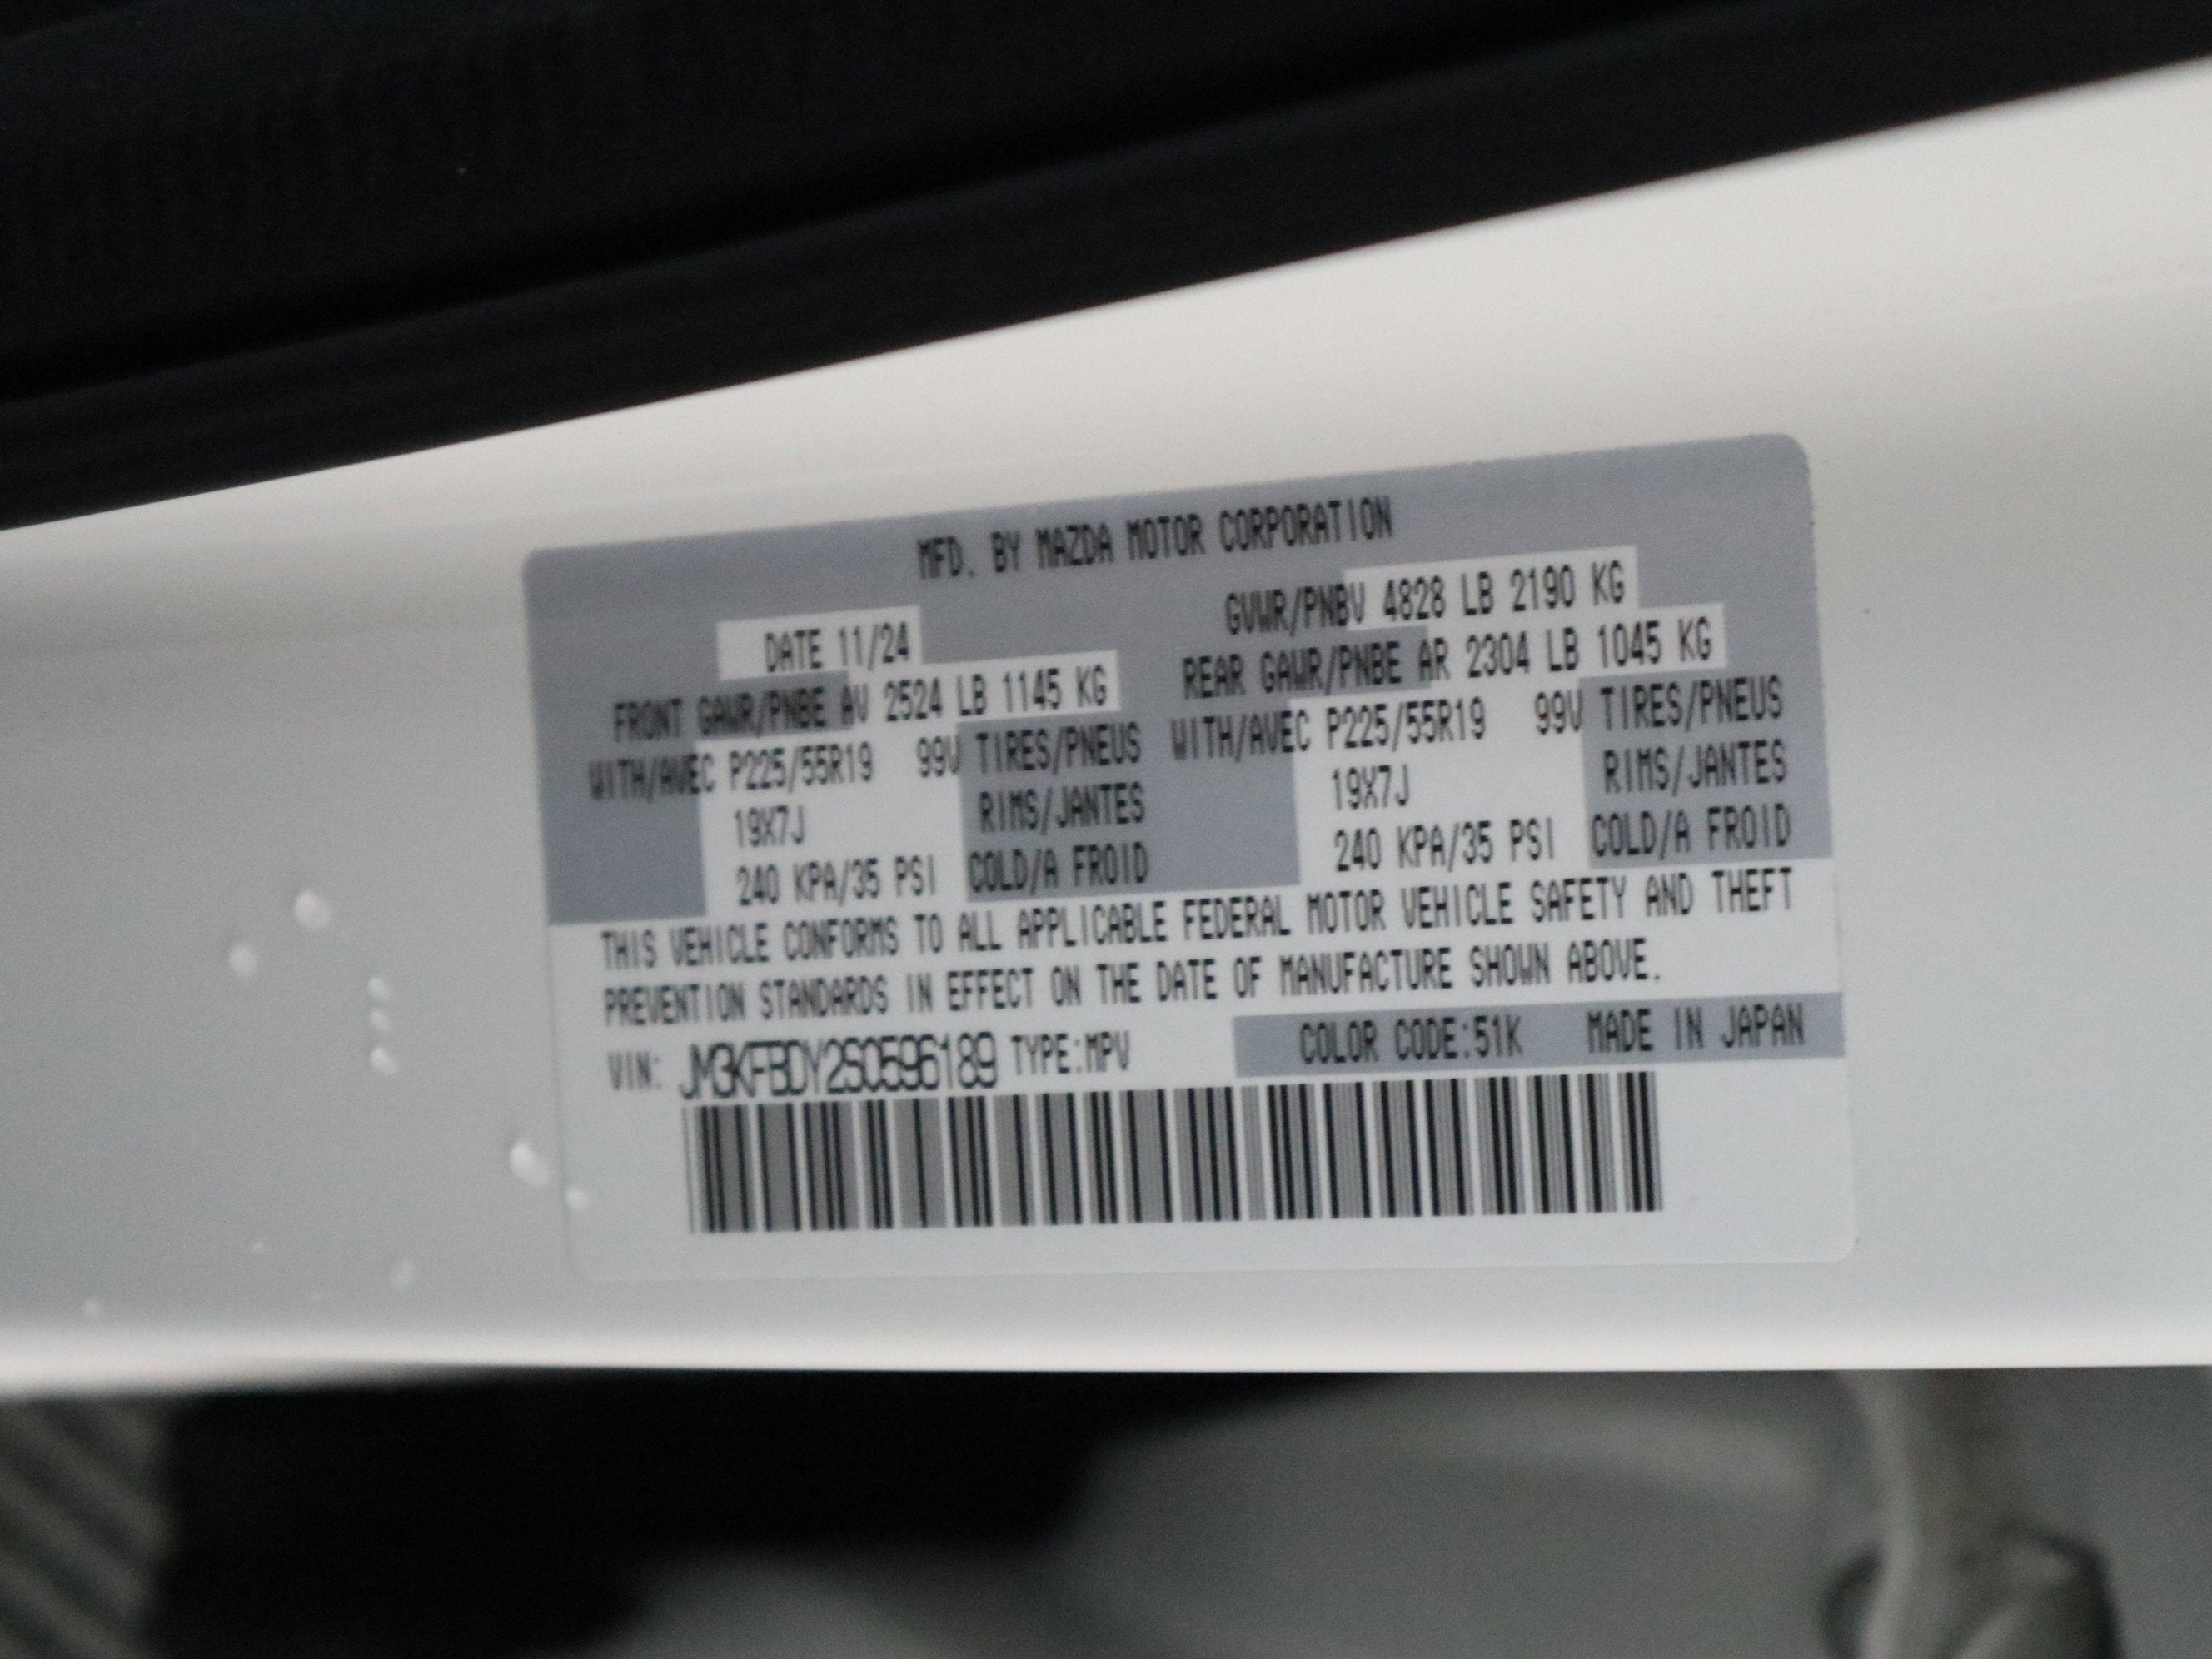 MFD. BY MAZDA MOTOR CORPORATION
DATE 11/24 GVWR/PNBV 4828 LB 2190 KG
FRONT GAWR/PNBE AV 2524 LB 1145 KG REAR GAWR/PNBE AR 2304 LB 1045 KG
WITH/AVEC P225/55R19 99V TIRES/PNEUS WITH/AVEC P225/55R19 99V TIRES/PNEUS
19X7J RIMS/JANTES 19X7J RIMS/JANTES
240 KPA/35 PSI COLD/A FROID 240 KPA/35 PSI COLD/A FROID
THIS VEHICLE CONFORMS TO ALL APPLICABLE FEDERAL MOTOR VEHICLE SAFETY AND THEFT
PREVENTION STANDARDS IN EFFECT ON THE DATE OF MANUFACTURE SHOWN ABOVE.
VIN: JM3KFBDY2S0596189 TYPE:MPV COLOR CODE:51K MADE IN JAPAN